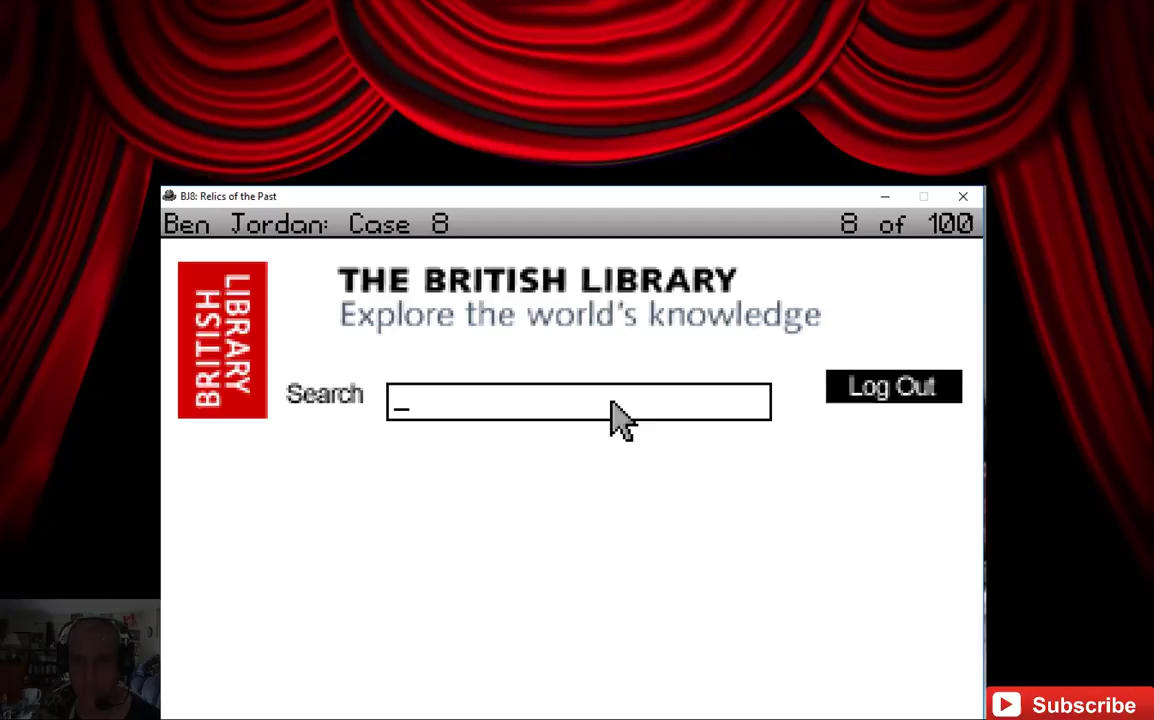 BJ8: Relics of the Past
Ben Jordan: Case 8 8 of 100
BRITISH
LIBRARY
THE BRITISH LIBRARY
Explore the world's knowledge
Search _
Log Out
Subscribe